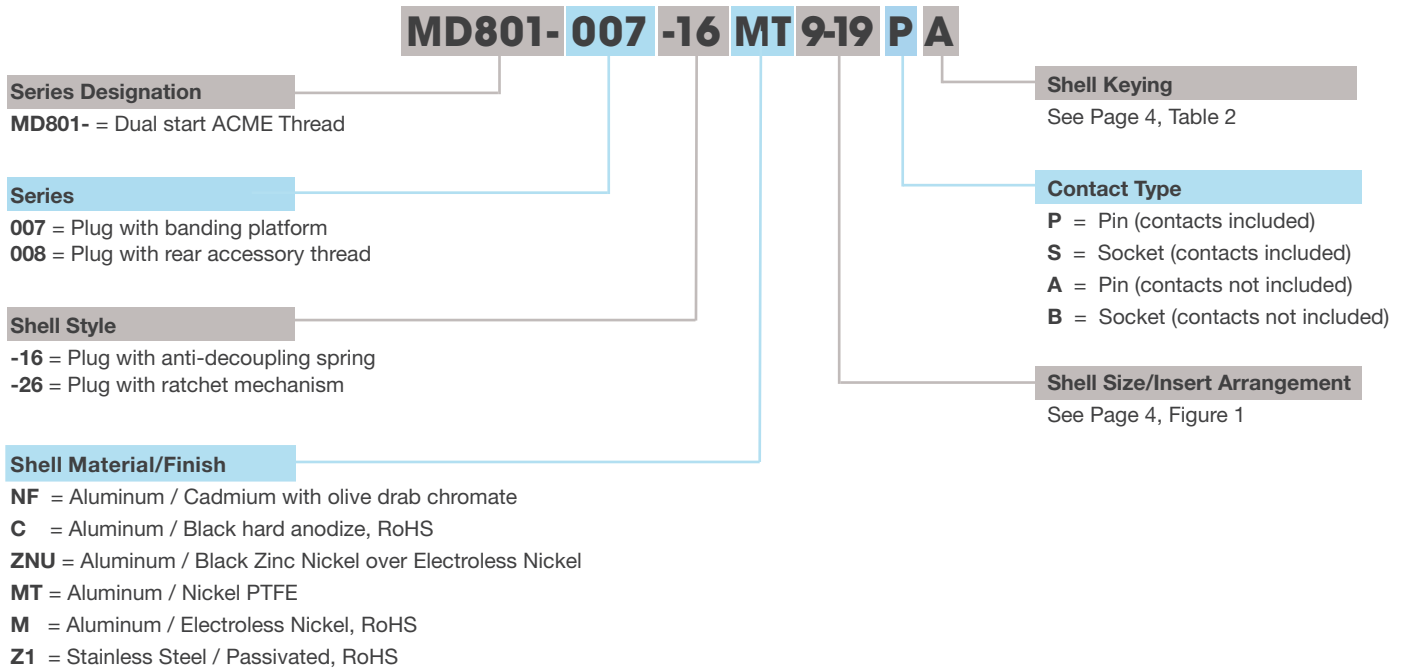 MD801- 007 -16 MT 9-19 P A
Series Designation
MD801- = Dual start ACME Thread
Series
007 = Plug with banding platform
008 = Plug with rear accessory thread
Shell Style
-16 = Plug with anti-decoupling spring
-26 = Plug with ratchet mechanism
Shell Material/Finish
NF = Aluminum / Cadmium with olive drab chromate
C = Aluminum / Black hard anodize, RoHS
ZNU = Aluminum / Black Zinc Nickel over Electroless Nickel
MT = Aluminum / Nickel PTFE
M = Aluminum / Electroless Nickel, RoHS
Z1 = Stainless Steel / Passivated, RoHS
Shell Keying
See Page 4, Table 2
Contact Type
P = Pin (contacts included)
S = Socket (contacts included)
A = Pin (contacts not included)
B = Socket (contacts not included)
Shell Size/Insert Arrangement
See Page 4, Figure 1